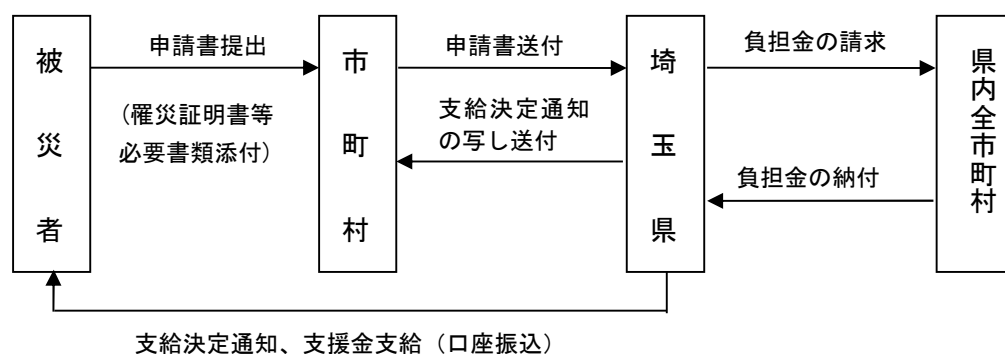 被災者
申請書提出
(罹災証明書等
必要書類添付)
市町村
申請書送付
支給決定通知
の写し送付
埼玉県
負担金の請求
負担金の納付
県内全市町村
支給決定通知、支援金支給（口座振込）